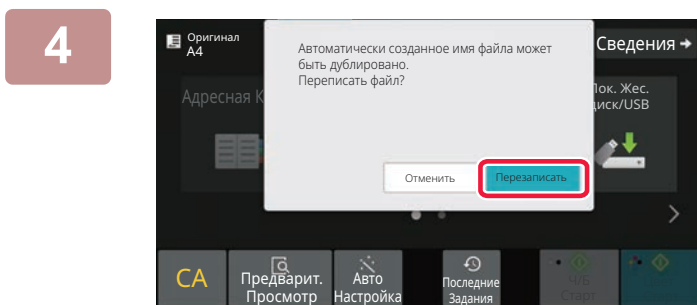 4
Оригинал
A4
Сведения
Автоматически созданное имя файла может
быть дублировано.
Переписать файл?
Адресная К
Лок. Жес.
диск/USB
Отменить
Перезаписать
CA
Предварит.
Просмотр
Авто
Настройка
Последние
Задания
Ч/Б
Старт